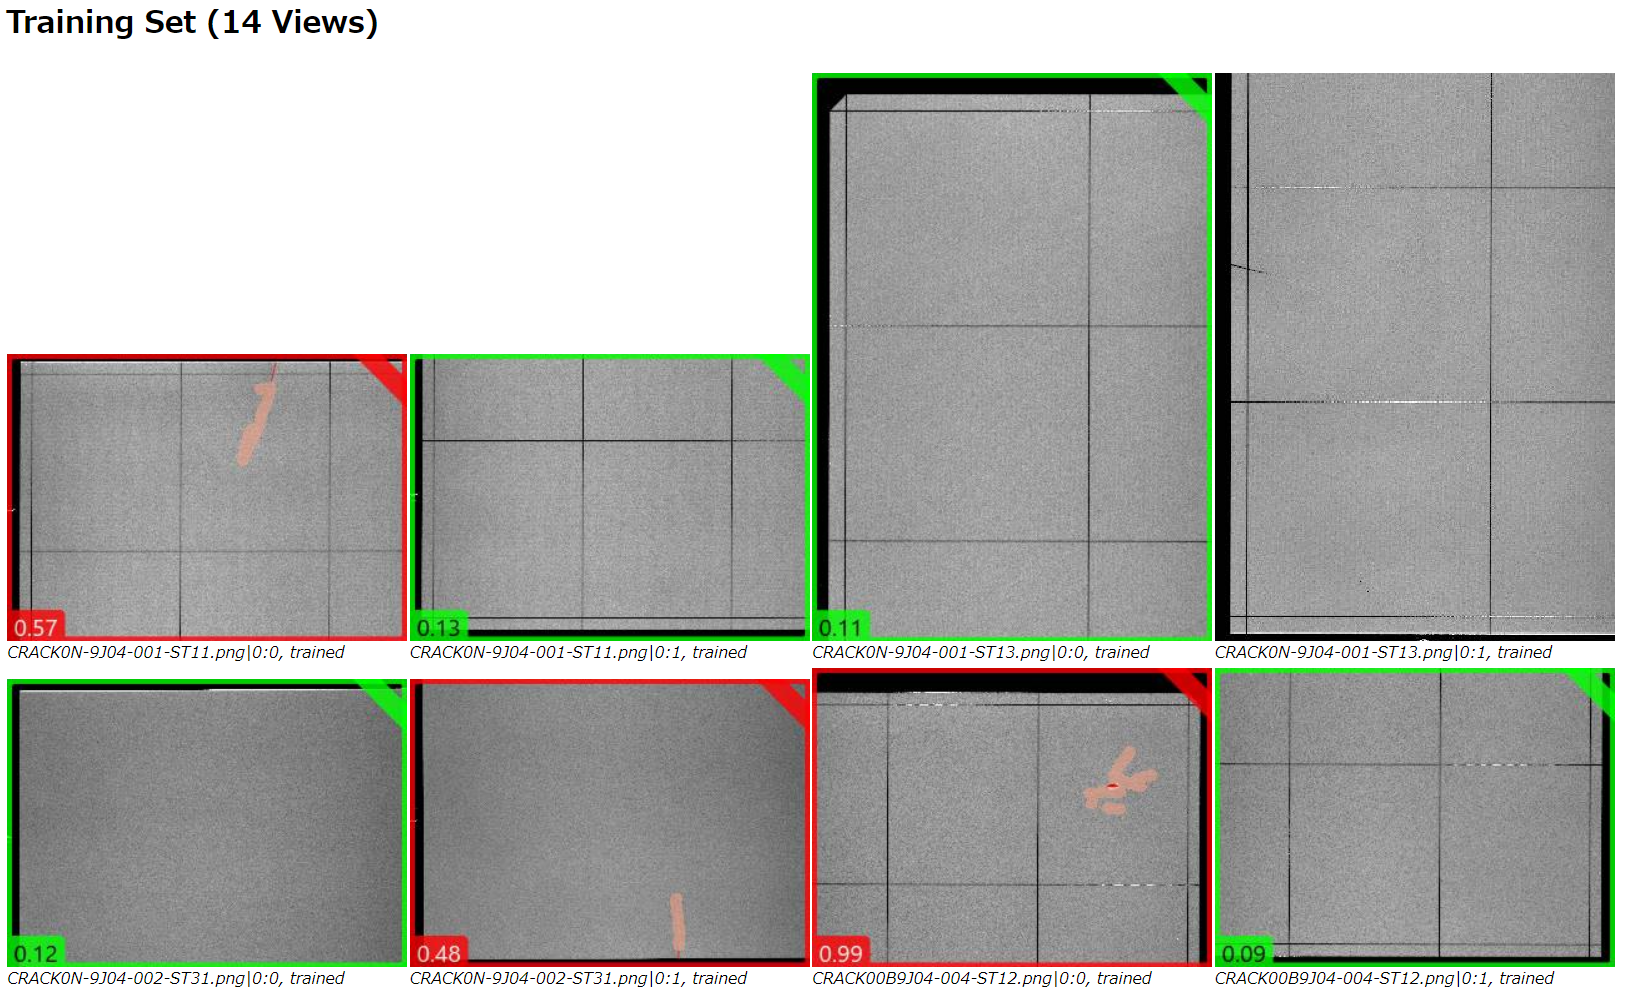 Training Set (14 Views)
0.57
0.13
0.11
CRACK0N-9J04-001-ST11.png|0:0, trained
CRACK0N-9J04-001-ST11.png|0:1, trained
CRACK0N-9J04-001-ST13.png|0:0, trained
CRACK0N-9J04-001-ST13.png|0:1, trained
0.12
0.48
0.99
0.09
CRACK0N-9J04-002-ST31.png|0:0, trained
CRACK0N-9J04-002-ST31.png|0:1, trained
CRACK00B9J04-004-ST12.png|0:0, trained
CRACK00B9J04-004-ST12.png|0:1, trained